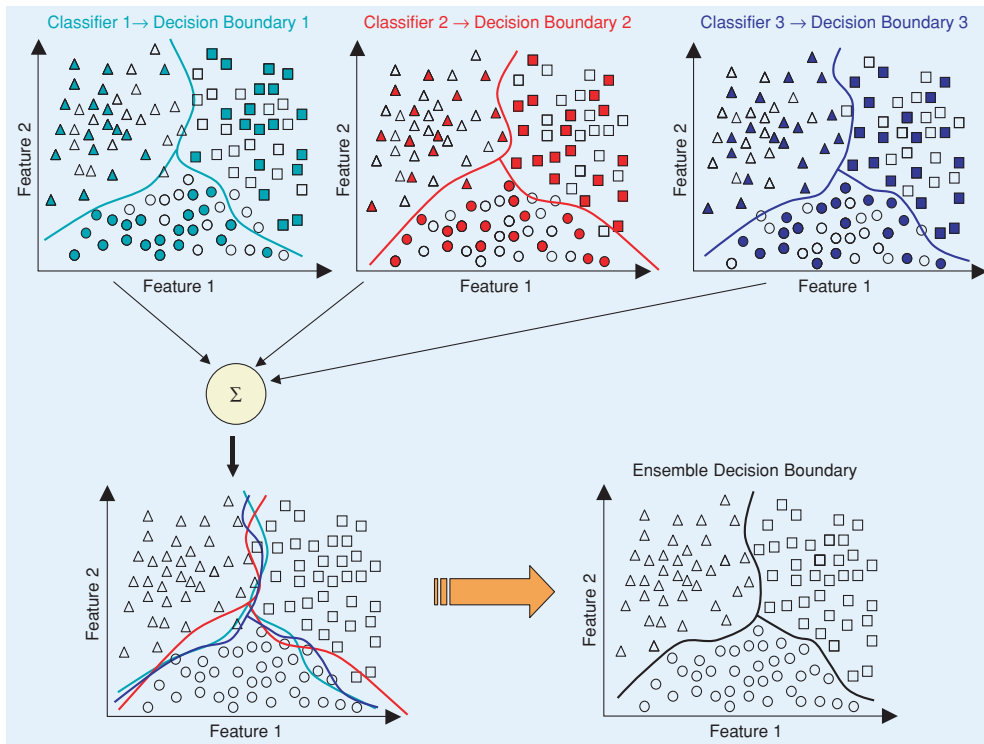 Classifier 1→ Decision Boundary 1
Classifier 2 → Decision Boundary 2
Classifier 3 → Decision Boundary 3
Feature 2
Feature 1
Feature 2
Feature 1
Feature 2
Feature 1
Σ
Feature 2
Feature 1
Ensemble Decision Boundary
Feature 2
Feature 1